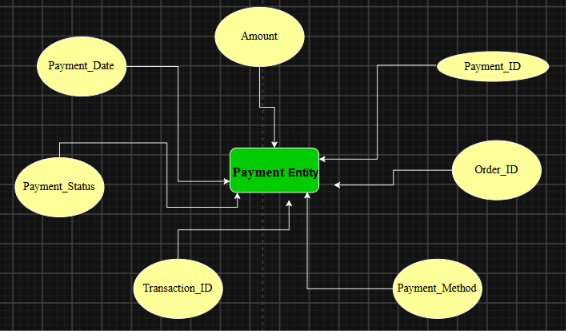 Amount
Payment_Date
Payment_ID
Payment Entity
Payment_Status
Order_ID
Transaction_ID
Payment_Method